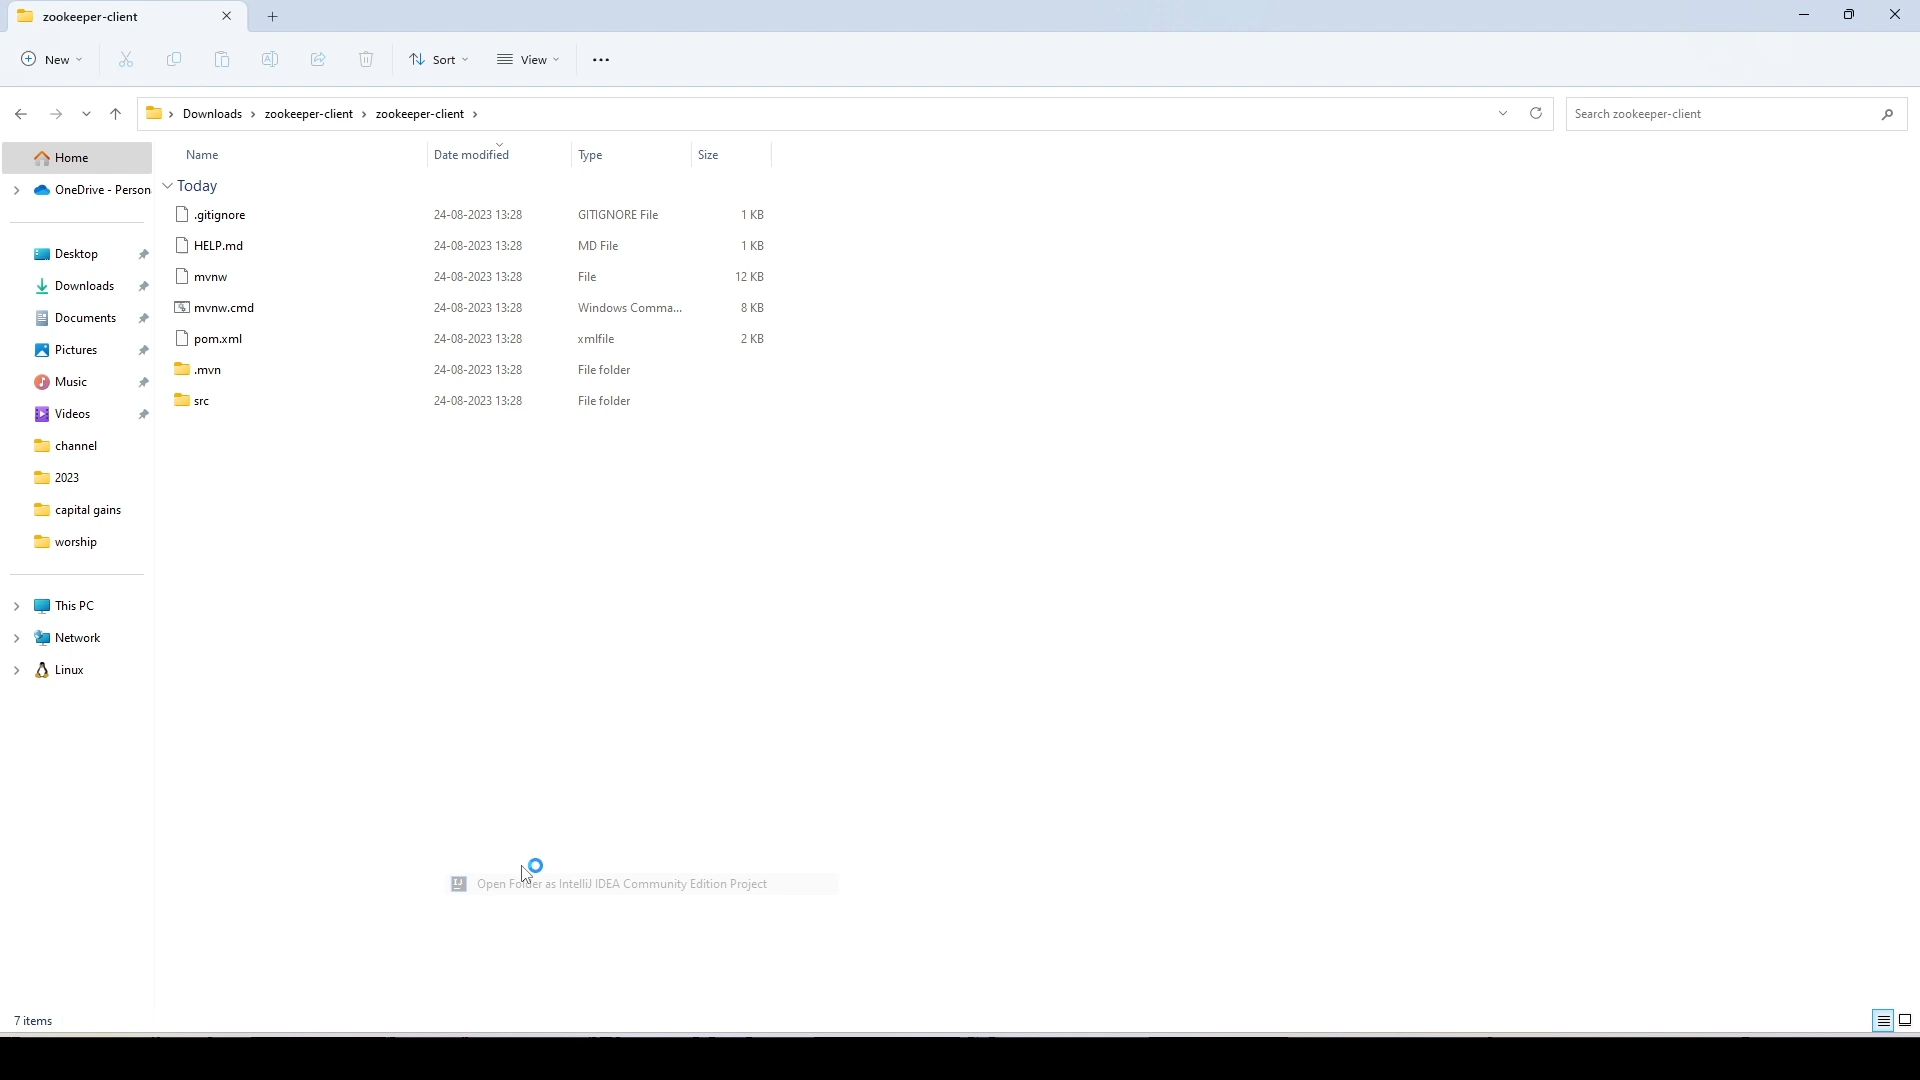 zookeeper-client
New
Sort
View
Downloads > zookeeper-client > zookeeper-client >
Search zookeeper-client
Home
OneDrive - Person
Desktop
Downloads
Documents
Pictures
Music
Videos
channel
2023
capital gains
worship
This PC
Network
Linux
Name Date modified Type Size
Today
.gitignore 24-08-2023 13:28 GITIGNORE File 1 KB
HELP.md 24-08-2023 13:28 MD File 1 KB
mvnw 24-08-2023 13:28 File 12 KB
mvnw.cmd 24-08-2023 13:28 Windows Comma... 8 KB
pom.xml 24-08-2023 13:28 xmlfile 2 KB
.mvn 24-08-2023 13:28 File folder
src 24-08-2023 13:28 File folder
Open Folder as IntelliJ IDEA Community Edition Project
7 items